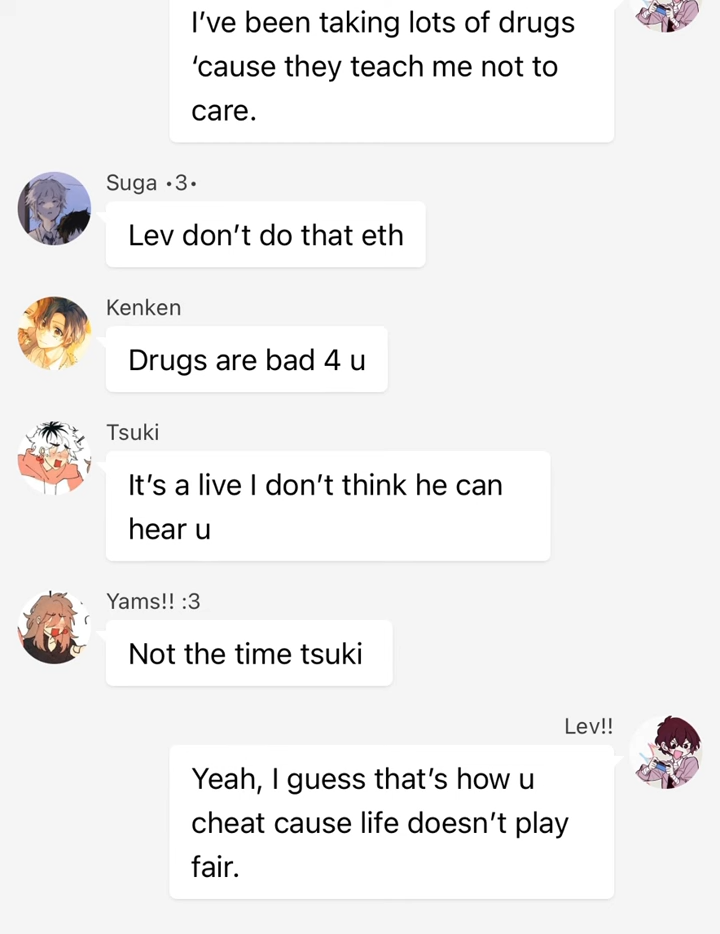 I’ve been taking lots of drugs
‘cause they teach me not to
care.
Suga •3•
Lev don’t do that eth
Kenken
Drugs are bad 4 u
Tsuki
It’s a live I don’t think he can
hear u
Yams!! :3
Not the time tsuki
Lev!!
Yeah, I guess that’s how u
cheat cause life doesn’t play
fair.